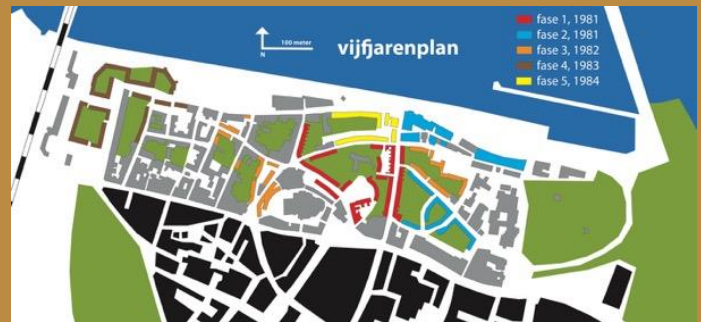 100 meter
N
vijfjarenplan
fase 1, 1981
fase 2, 1981
fase 3, 1982
fase 4, 1983
fase 5, 1984